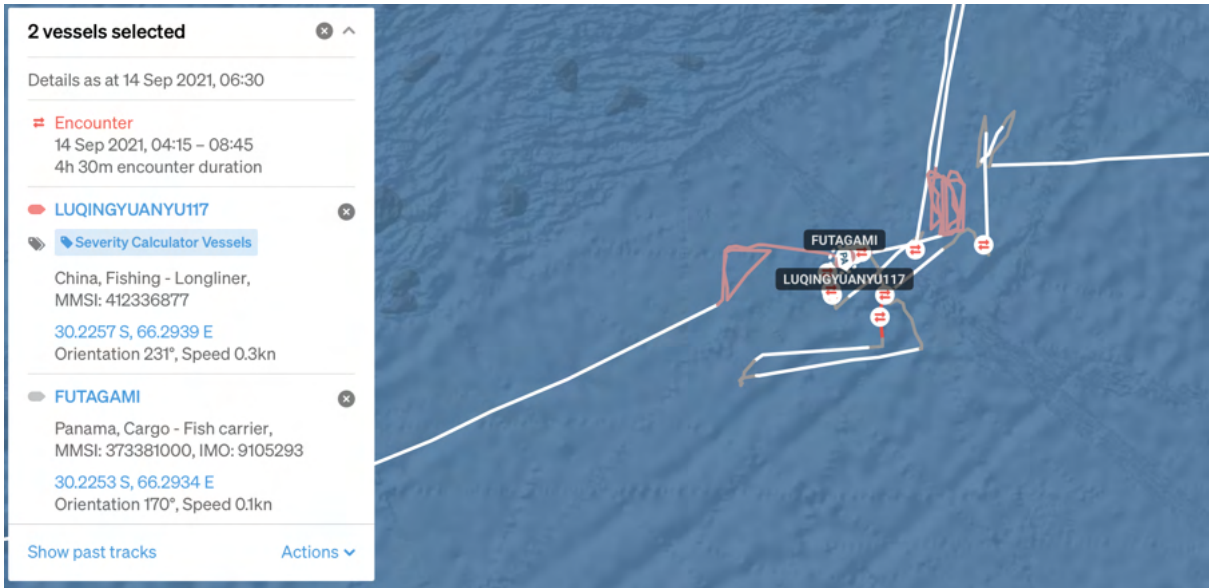 2 vessels selected
Details as at 14 Sep 2021, 06:30
Encounter
14 Sep 2021, 04:15 – 08:45
4h 30m encounter duration
LUQINGYUANYU117
Severity Calculator Vessels
China, Fishing - Longliner,
MMSI: 412336877
30.2257 S, 66.2939 E
Orientation 231°, Speed 0.3kn
FUTAGAMI
Panama, Cargo - Fish carrier,
MMSI: 373381000, IMO: 9105293
30.2253 S, 66.2934 E
Orientation 170°, Speed 0.1kn
Show past tracks
Actions
FUTAGAMI
PA
LUQINGYUANYU117